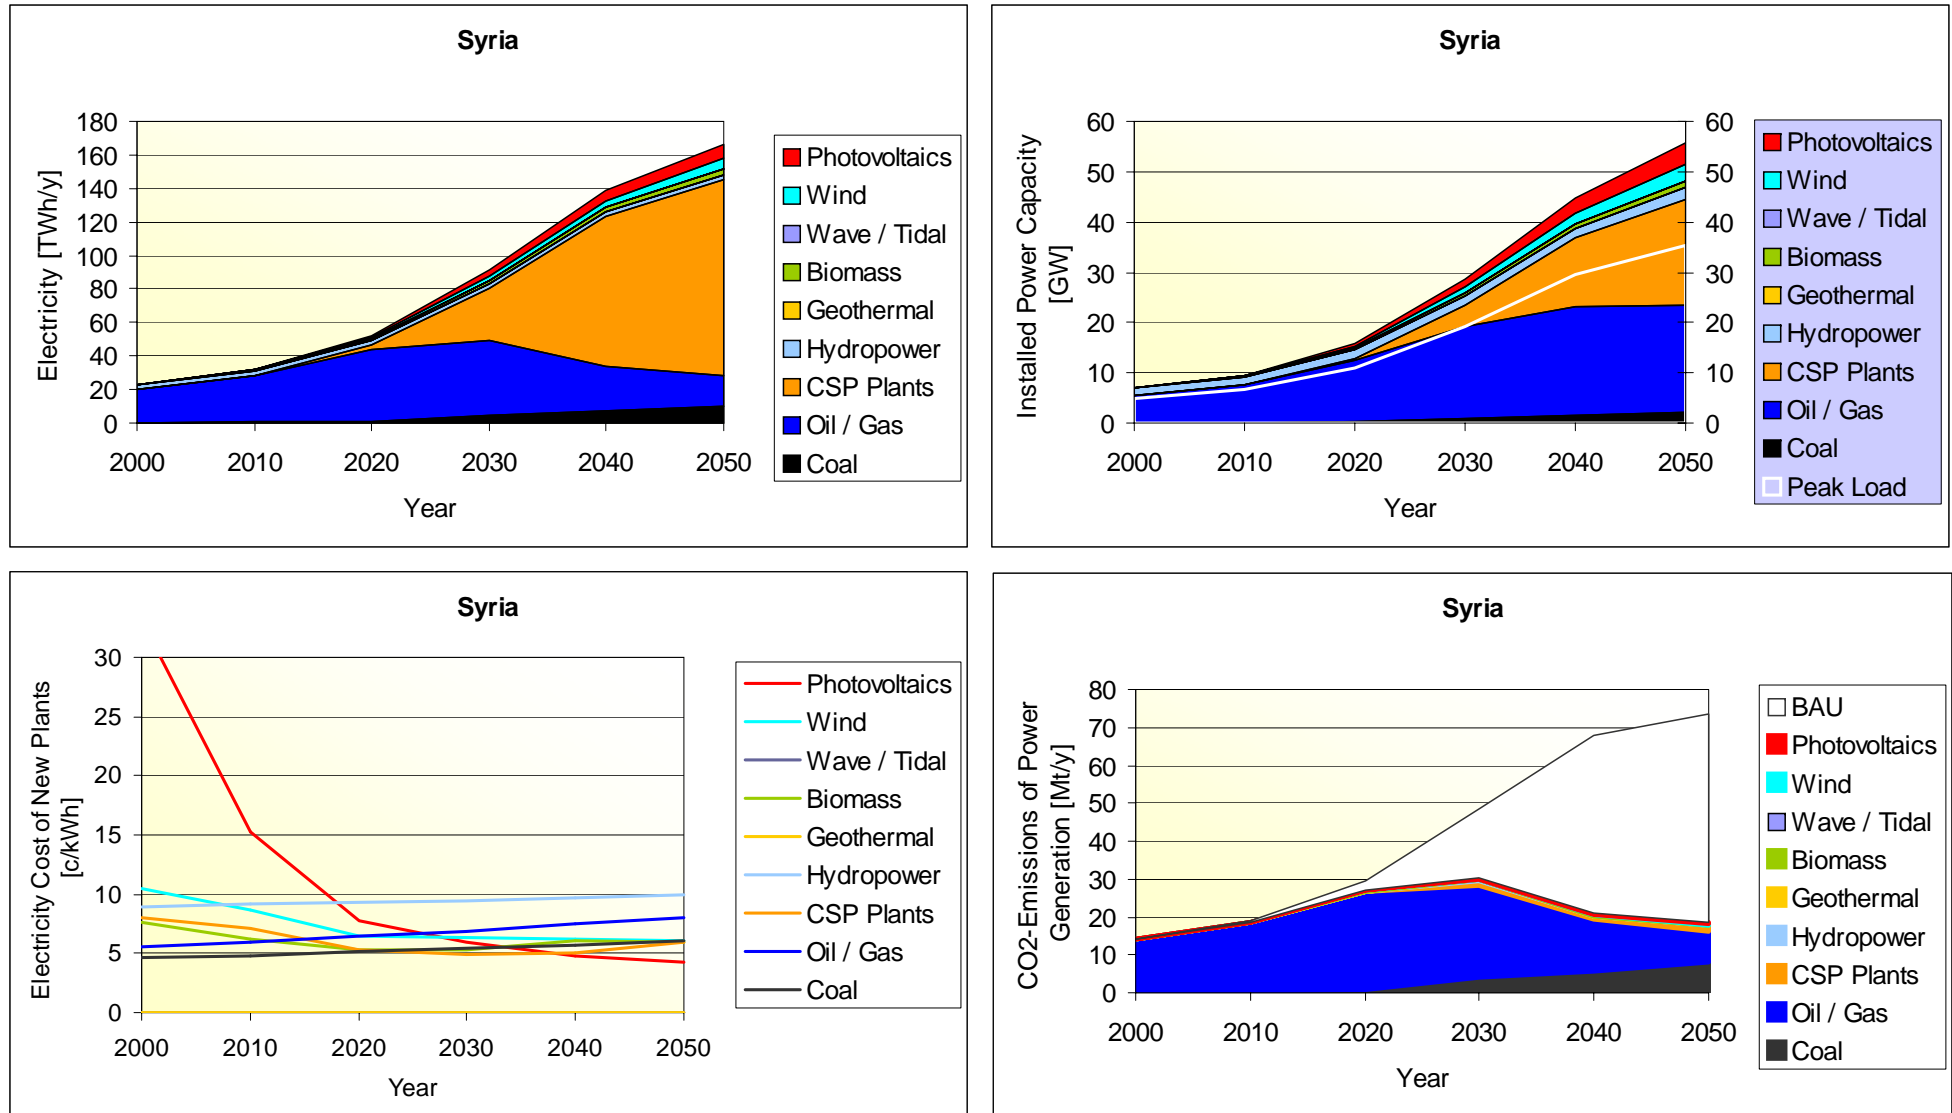 Syria
Electricity [TWh/y]
180
160
140
120
100
80
60
40
20
0
2000 2010 2020 2030 2040 2050
Year
Photovoltaics
Wind
Wave / Tidal
Biomass
Geothermal
Hydropower
CSP Plants
Oil / Gas
Coal
Syria
Installed Power Capacity
[GW]
60
50
40
30
20
10
0
60
50
40
30
20
10
0
2000 2010 2020 2030 2040 2050
Year
Photovoltaics
Wind
Wave / Tidal
Biomass
Geothermal
Hydropower
CSP Plants
Oil / Gas
Coal
Peak Load
Syria
Electricity Cost of New Plants
[c/kWh]
30
25
20
15
10
5
0
2000 2010 2020 2030 2040 2050
Year
Photovoltaics
Wind
Wave / Tidal
Biomass
Geothermal
Hydropower
CSP Plants
Oil / Gas
Coal
Syria
CO2-Emissions of Power
Generation [Mt/y]
80
70
60
50
40
30
20
10
0
2000 2010 2020 2030 2040 2050
Year
BAU
Photovoltaics
Wind
Wave / Tidal
Biomass
Geothermal
Hydropower
CSP Plants
Oil / Gas
Coal